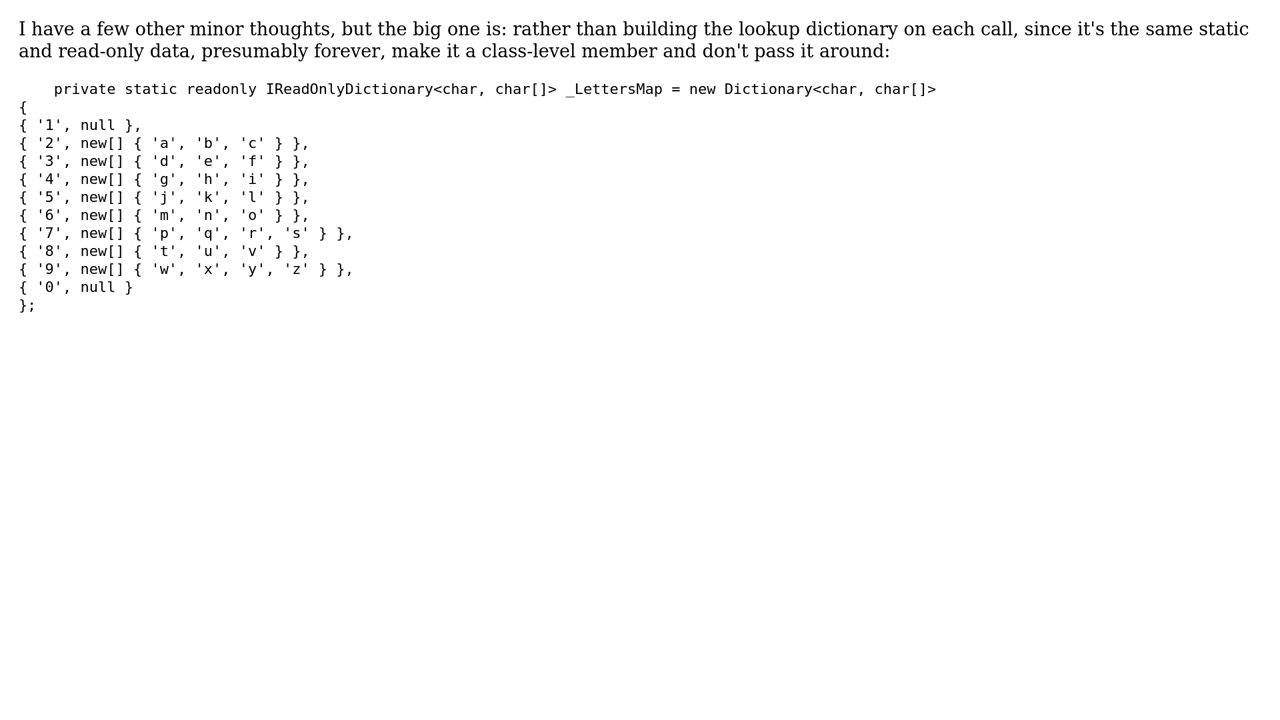 I have a few other minor thoughts, but the big one is: rather than building the lookup dictionary on each call, since it's the same static
and read-only data, presumably forever, make it a class-level member and don't pass it around:
    private static readonly IReadOnlyDictionary<char, char[]> _LettersMap = new Dictionary<char, char[]>
{
{ '1', null },
{ '2', new[] { 'a', 'b', 'c' } },
{ '3', new[] { 'd', 'e', 'f' } },
{ '4', new[] { 'g', 'h', 'i' } },
{ '5', new[] { 'j', 'k', 'l' } },
{ '6', new[] { 'm', 'n', 'o' } },
{ '7', new[] { 'p', 'q', 'r', 's' } },
{ '8', new[] { 't', 'u', 'v' } },
{ '9', new[] { 'w', 'x', 'y', 'z' } },
{ '0', null }
};